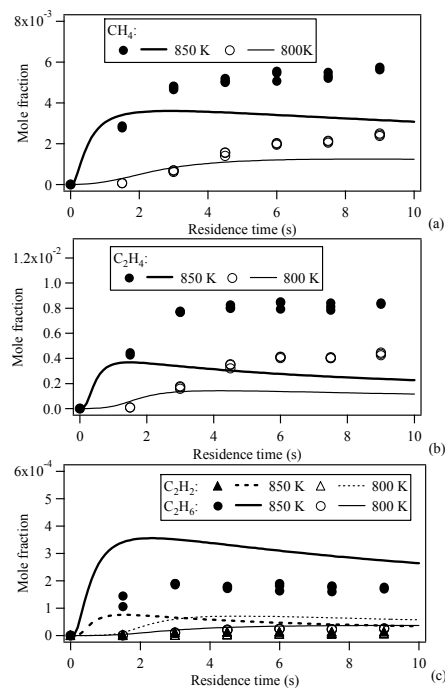 8x10⁻³
6
4
2
0
Mole fraction
CH₄:
850 K
800K
0
2
4
6
8
10
Residence time (s)
(a)
1.2x10⁻²
1.0
0.8
0.6
0.4
0.2
0.0
Mole fraction
C₂H₄:
850 K
800 K
0
2
4
6
8
10
Residence time (s)
(b)
6x10⁻⁴
5
4
3
2
1
0
Mole fraction
C₂H₂: 850 K 800 K
C₂H₆: 850 K 800 K
0
2
4
6
8
10
Residence time (s)
(c)